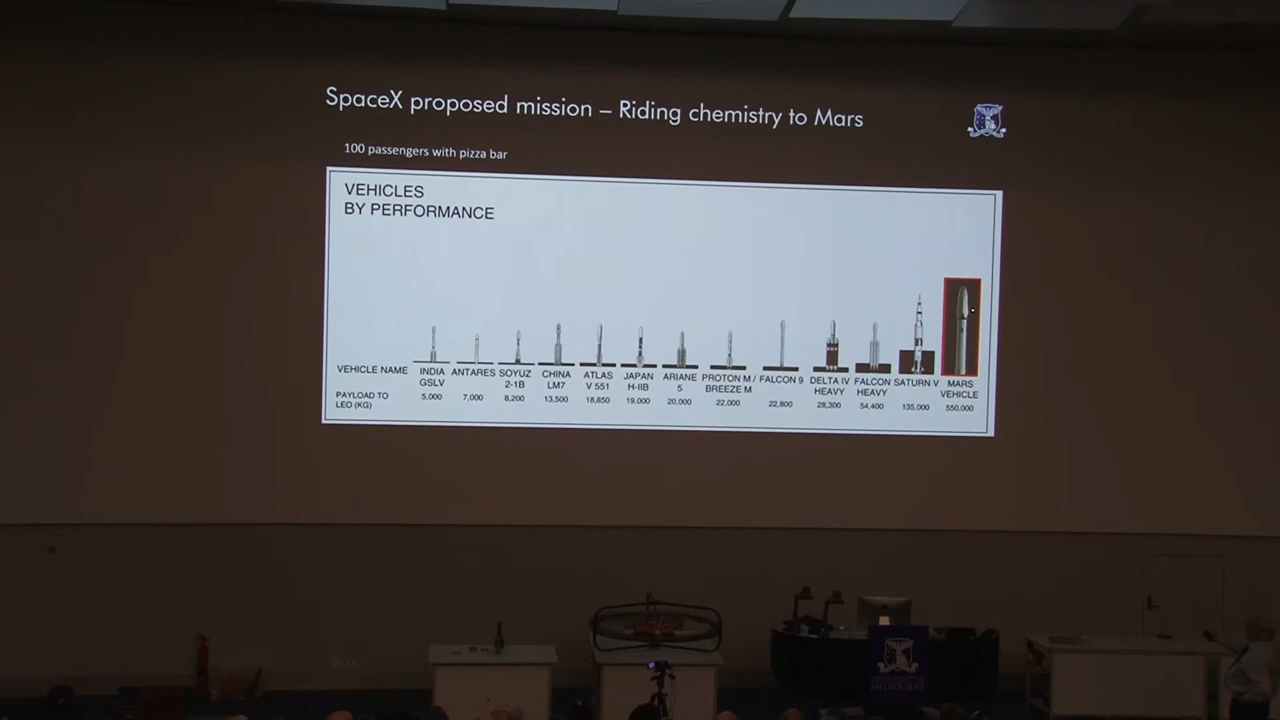 SpaceX proposed mission – Riding chemistry to Mars
100 passengers with pizza bar
VEHICLES
BY PERFORMANCE
VEHICLE NAME
INDIA GSLV
ANTARES
SOYUZ 2-1B
CHINA LM7
ATLAS V 551
JAPAN H-IIB
ARIANE 5
PROTON M / BREEZE M
FALCON 9
DELTA IV HEAVY
FALCON HEAVY
SATURN V
MARS VEHICLE
PAYLOAD TO LEO (KG)
5,000
7,000
8,200
13,500
18,850
19,000
20,000
22,000
22,800
28,300
54,400
135,000
550,000
MELBOURNE